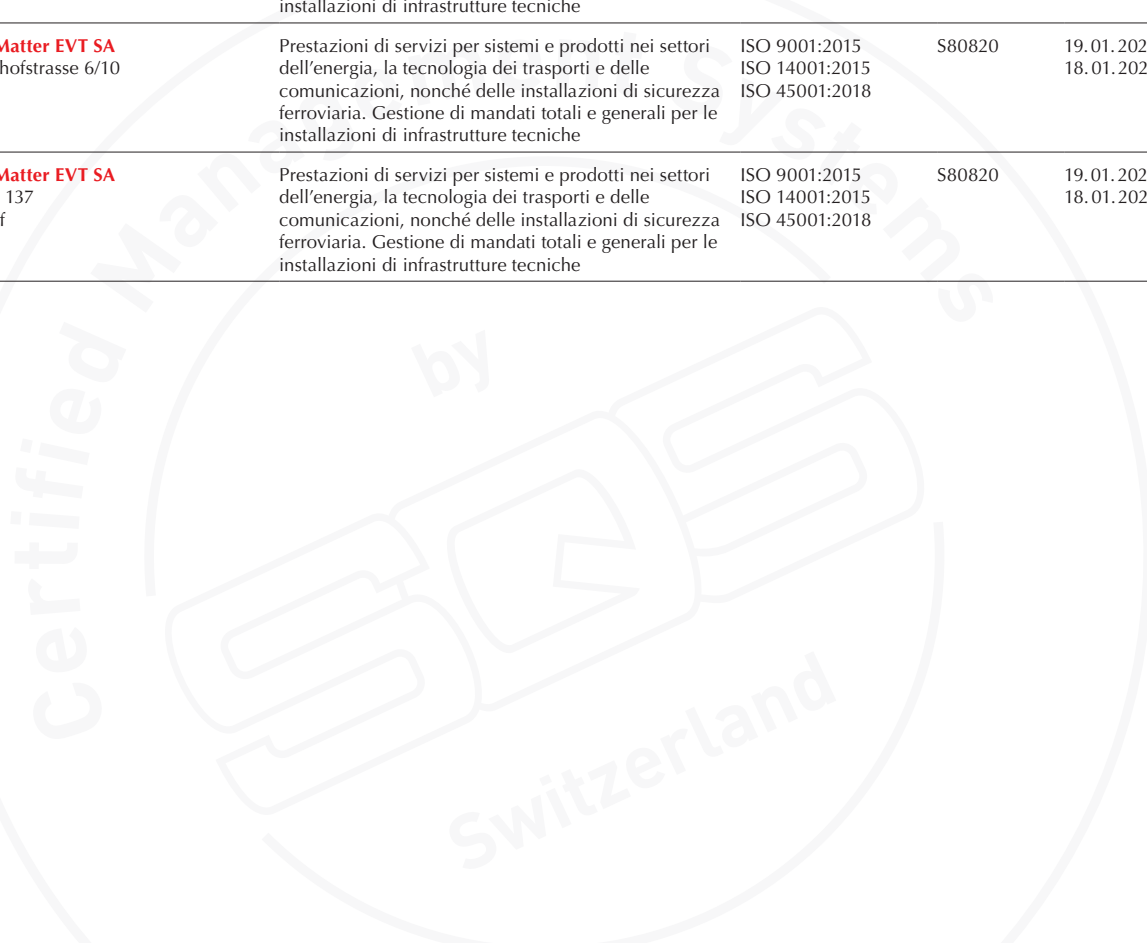 installazioni di infrastrutture tecniche
Matter EVT SA
hofstrasse 6/10
Prestazioni di servizi per sistemi e prodotti nei settori
dell'energia, la tecnologia dei trasporti e delle
comunicazioni, nonché delle installazioni di sicurezza
ferroviaria. Gestione di mandati totali e generali per le
installazioni di infrastrutture tecniche
ISO 9001:2015
ISO 14001:2015
ISO 45001:2018
S80820
19.01.202
18.01.202
Matter EVT SA
137
f
Prestazioni di servizi per sistemi e prodotti nei settori
dell'energia, la tecnologia dei trasporti e delle
comunicazioni, nonché delle installazioni di sicurezza
ferroviaria. Gestione di mandati totali e generali per le
installazioni di infrastrutture tecniche
ISO 9001:2015
ISO 14001:2015
ISO 45001:2018
S80820
19.01.202
18.01.202
Certified Management Systems
by
SQS
Switzerland